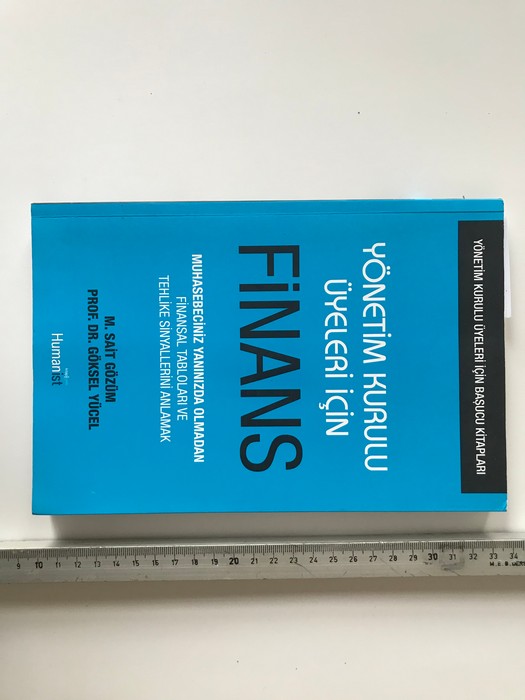 YÖNETİM KURULU ÜYELERİ İÇİN BAŞUCU KİTAPLARI
YÖNETİM KURULU
ÜYELERİ İÇİN
FİNANS
MUHASEBECİNİZ YANINIZDA OLMADAN
FİNANSAL TABLOLARI VE
TEHLİKE SİNYALLERİNİ ANLAMAK
M. SAİT GÖZÜM
PROF. DR. GÖKSEL YÜCEL
Humanist
9 10 11 12 13 14 15 16 17 18 19 20 21 22 23 24 25 26 27 28 29 30 31 32 33 34